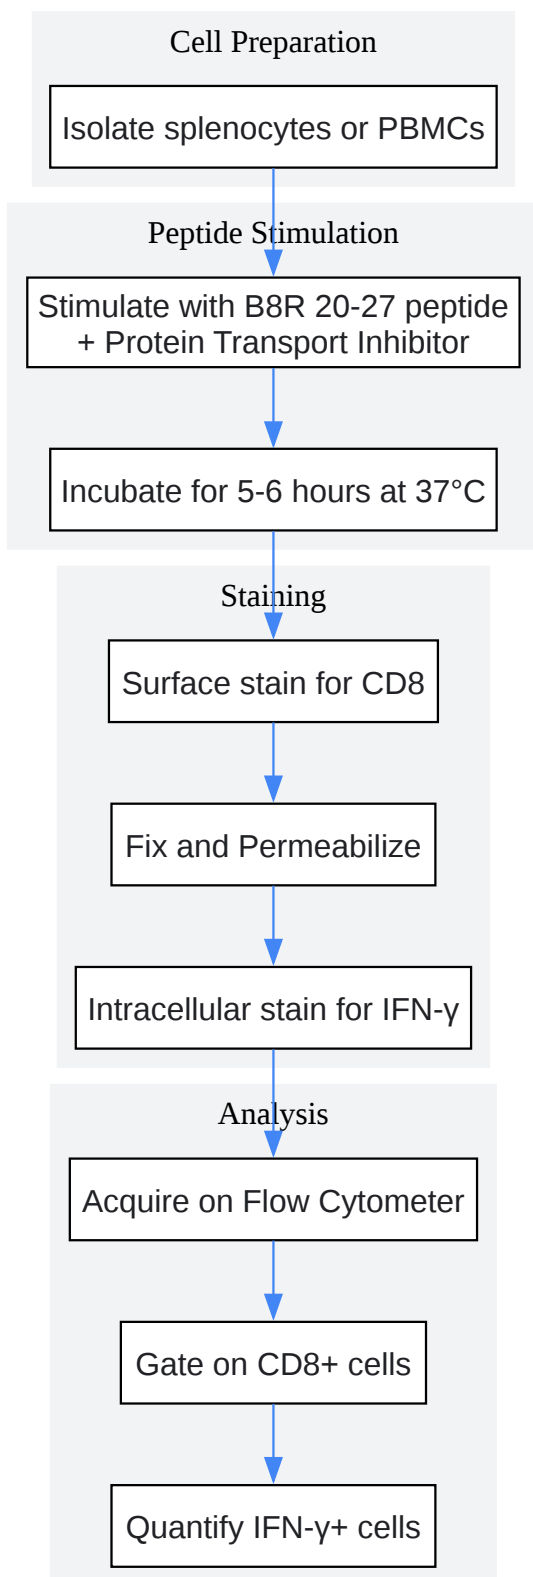 Cell Preparation
Isolate splenocytes or PBMCs
Peptide Stimulation
Stimulate with B8R 20-27 peptide
+ Protein Transport Inhibitor
Incubate for 5-6 hours at 37°C
Staining
Surface stain for CD8
Fix and Permeabilize
Intracellular stain for IFN-γ
Analysis
Acquire on Flow Cytometer
Gate on CD8+ cells
Quantify IFN-γ+ cells